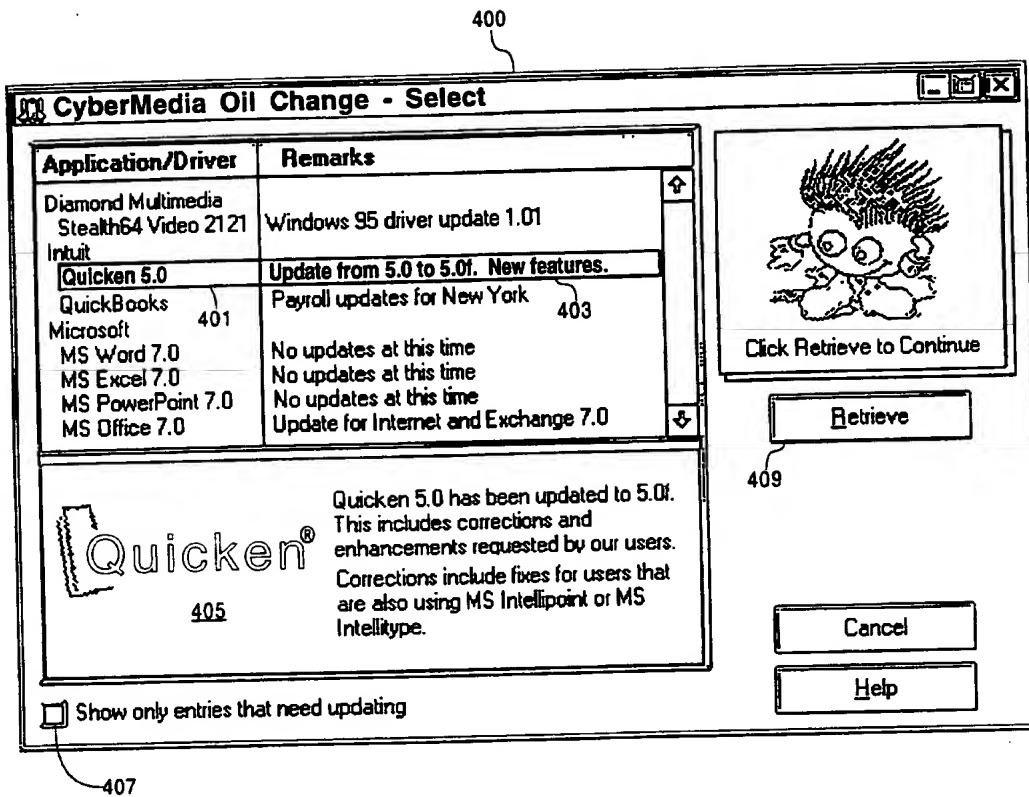 400
CyberMedia Oil Change - Select
Application/Driver Remarks
Diamond Multimedia
Stealth64 Video 2121 Windows 95 driver update 1.01
Intuit
Quicken 5.0 Update from 5.0 to 5.0f. New features.
QuickBooks Payroll updates for New York
401 403
Microsoft
MS Word 7.0 No updates at this time
MS Excel 7.0 No updates at this time
MS PowerPoint 7.0 No updates at this time
MS Office 7.0 Update for Internet and Exchange 7.0
Click Retrieve to Continue
Retrieve
409
Quicken®
405
Quicken 5.0 has been updated to 5.0f.
This includes corrections and
enhancements requested by our users.
Corrections include fixes for users that
are also using MS Intellipoint or MS
Intellitype.
Cancel
Help
Show only entries that need updating
407